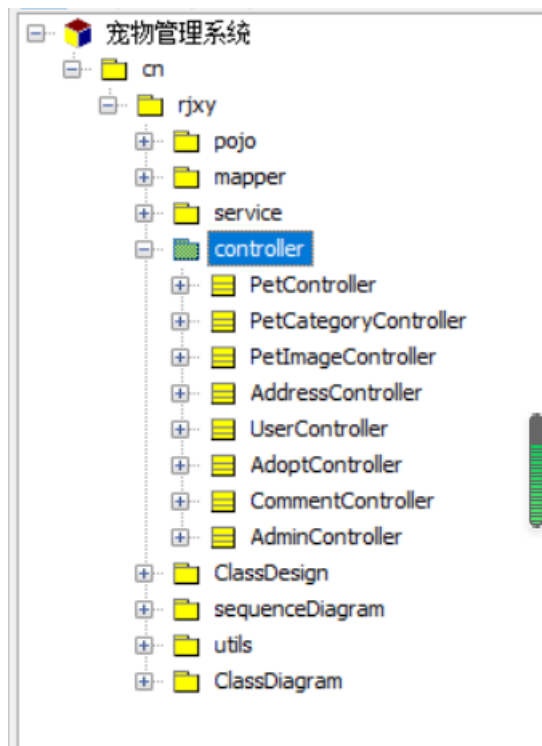 宠物管理系统
cn
rjxy
pojo
mapper
service
controller
PetController
PetCategoryController
PetImageController
AddressController
UserController
AdoptController
CommentController
AdminController
ClassDesign
sequenceDiagram
utils
ClassDiagram